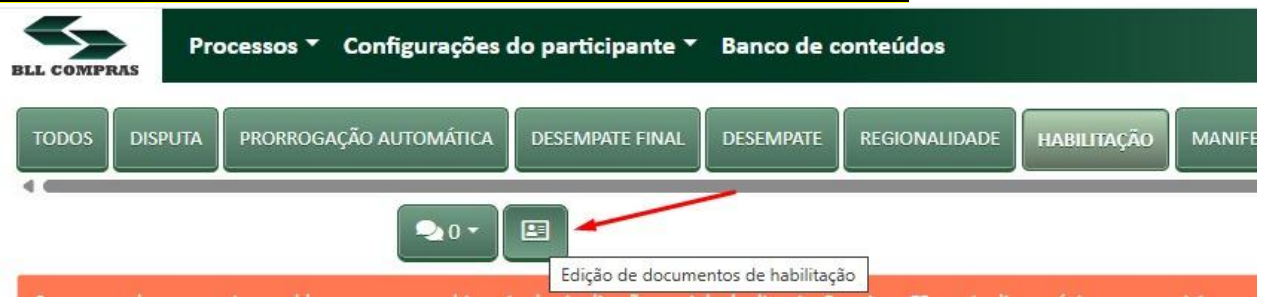 BLL COMPRAS
Processos Configurações do participante Banco de conteúdos
TODOS DISPUTA PRORROGAÇÃO AUTOMÁTICA DESEMPATE FINAL DESEMPATE REGIONALIDADE HABILITAÇÃO MANIFE
0
Edição de documentos de habilitação